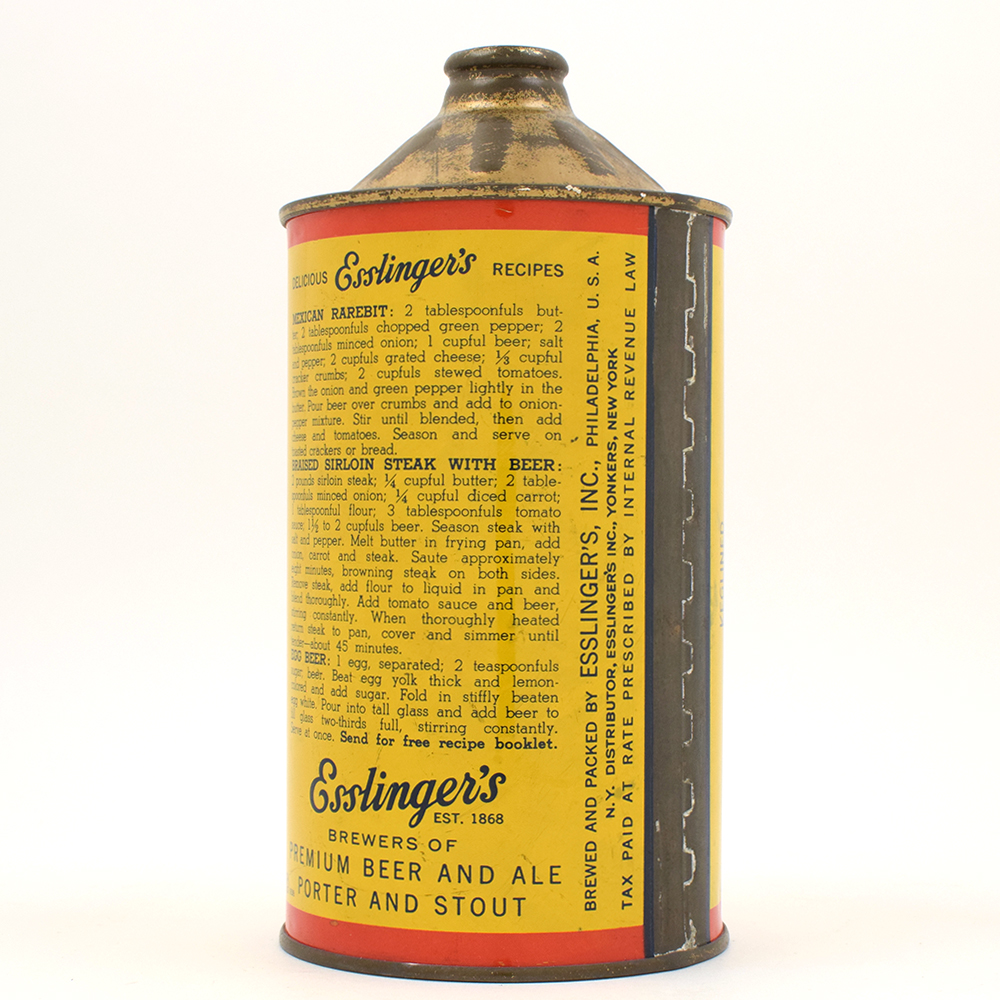 DELICIOUS Esslinger's RECIPES
MEXICAN RAREBIT: 2 tablespoonfuls but-
ter; 2 tablespoonfuls chopped green pepper; 2
tablespoonfuls minced onion; 1 cupful beer; salt
and pepper; 2 cupfuls grated cheese; ⅓ cupful
cracker crumbs; 2 cupfuls stewed tomatoes.
Brown the onion and green pepper lightly in the
butter. Pour beer over crumbs and add to onion-
pepper mixture. Stir until blended, then add
cheese and tomatoes. Season and serve on
toasted crackers or bread.
BRAISED SIRLOIN STEAK WITH BEER:
2 pounds sirloin steak; ¼ cupful butter; 2 table-
spoonfuls minced onion; ¼ cupful diced carrot;
tablespoonful flour; 3 tablespoonfuls tomato
sauce; 1½ to 2 cupfuls beer. Season steak with
salt and pepper. Melt butter in frying pan, add
onion, carrot and steak. Saute approximately
eight minutes, browning steak on both sides.
Remove steak, add flour to liquid in pan and
blend thoroughly. Add tomato sauce and beer,
stirring constantly. When thoroughly heated
return steak to pan, cover and simmer until
tender—about 45 minutes.
EGG BEER: 1 egg, separated; 2 teaspoonfuls
sugar; beer. Beat egg yolk thick and lemon-
colored and add sugar. Fold in stiffly beaten
egg white. Pour into tall glass and add beer to
fill glass two-thirds full, stirring constantly.
Serve at once. Send for free recipe booklet.
Esslinger's
EST. 1868
BREWERS OF
PREMIUM BEER AND ALE
PORTER AND STOUT
BREWED AND PACKED BY ESSLINGER'S, INC., PHILADELPHIA, U. S. A.
N.Y. DISTRIBUTOR, ESSLINGER'S INC., YONKERS, NEW YORK
TAX PAID AT RATE PRESCRIBED BY INTERNAL REVENUE LAW